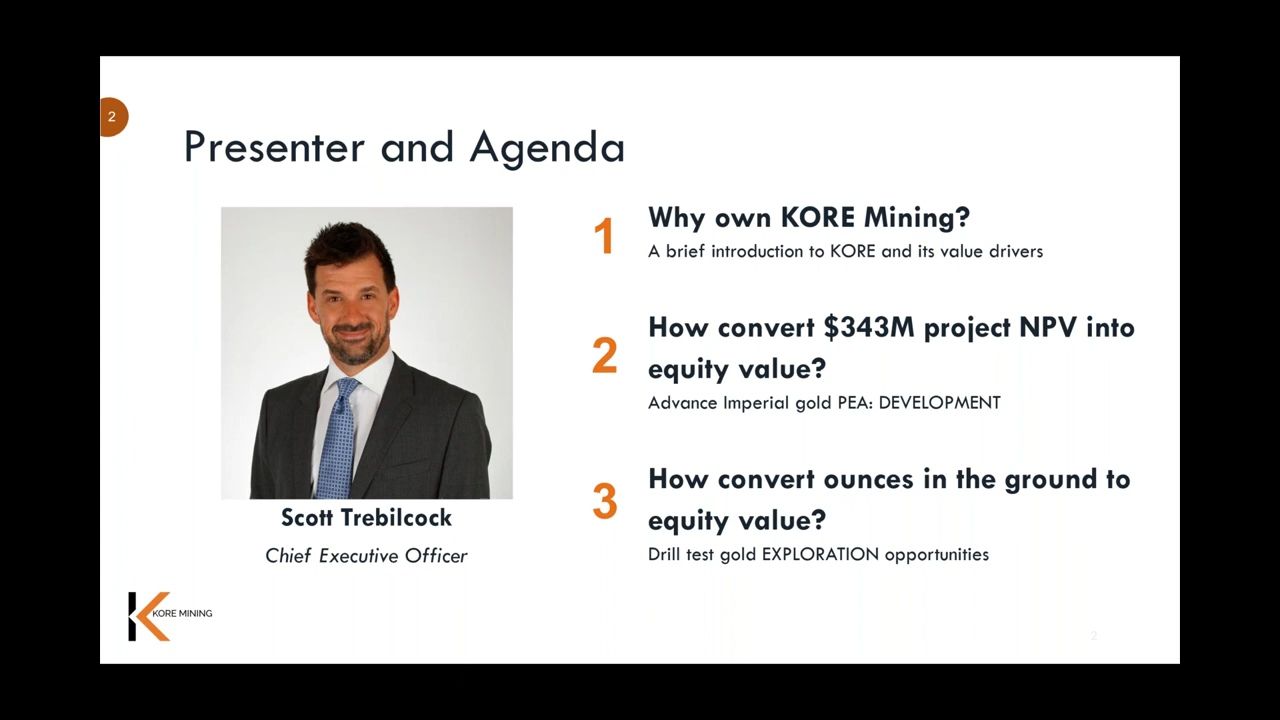 2
Presenter and Agenda
Scott Trebilcock
Chief Executive Officer
1
Why own KORE Mining?
A brief introduction to KORE and its value drivers
2
How convert $343M project NPV into
equity value?
Advance Imperial gold PEA: DEVELOPMENT
3
How convert ounces in the ground to
equity value?
Drill test gold EXPLORATION opportunities
KORE MINING
2